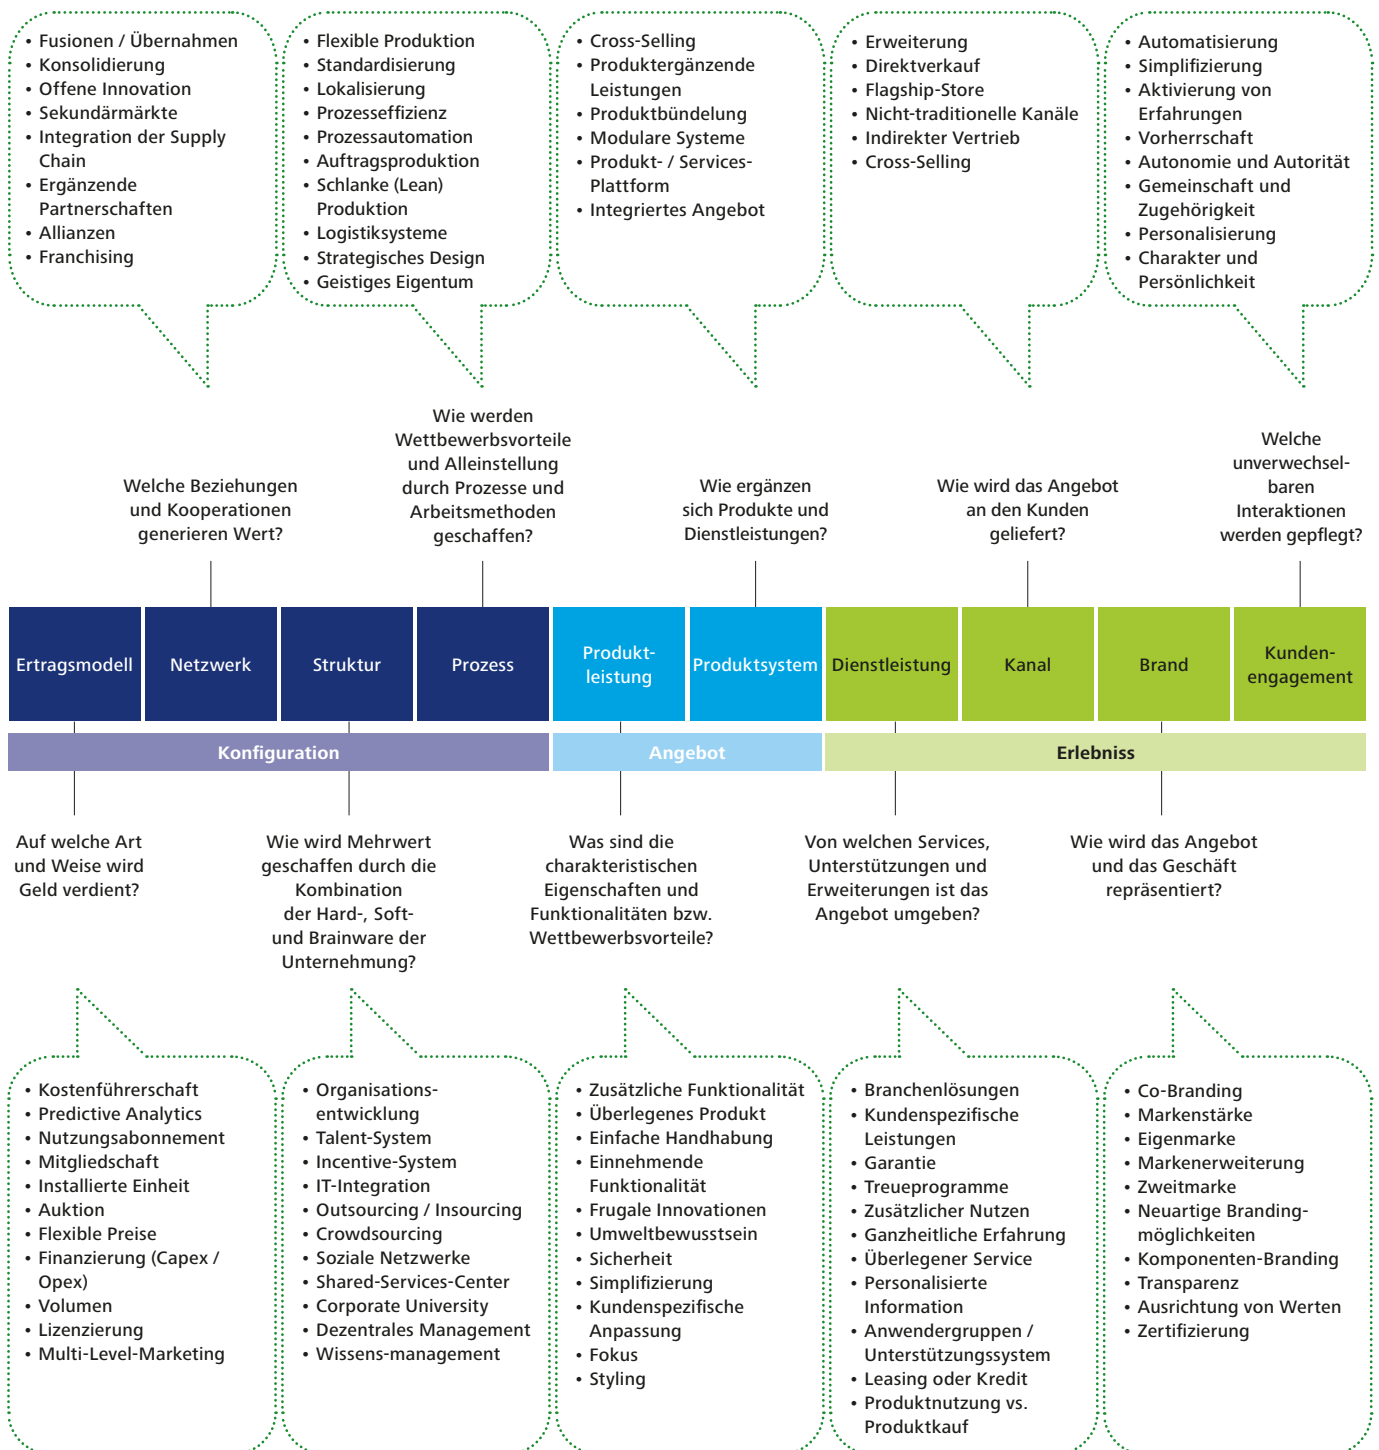 • Fusionen / Übernahmen
• Konsolidierung
• Offene Innovation
• Sekundärmärkte
• Integration der Supply
Chain
• Ergänzende
Partnerschaften
• Allianzen
• Franchising
• Flexible Produktion
• Standardisierung
• Lokalisierung
• Prozesseffizienz
• Prozessautomation
• Auftragsproduktion
• Schlanke (Lean)
Produktion
• Logistiksysteme
• Strategisches Design
• Geistiges Eigentum
• Cross-Selling
• Produktergänzende
Leistungen
• Produktbündelung
• Modulare Systeme
• Produkt- / Services-
Plattform
• Integriertes Angebot
• Erweiterung
• Direktverkauf
• Flagship-Store
• Nicht-traditionelle Kanäle
• Indirekter Vertrieb
• Cross-Selling
• Automatisierung
• Simplifizierung
• Aktivierung von
Erfahrungen
• Vorherrschaft
• Autonomie und Autorität
• Gemeinschaft und
Zugehörigkeit
• Personalisierung
• Charakter und
Persönlichkeit
Welche Beziehungen
und Kooperationen
generieren Wert?
Wie werden
Wettbewerbsvorteile
und Alleinstellung
durch Prozesse und
Arbeitsmethoden
geschaffen?
Wie ergänzen
sich Produkte und
Dienstleistungen?
Wie wird das Angebot
an den Kunden
geliefert?
Welche
unverwechsel-
baren
Interaktionen
werden gepflegt?
Ertragsmodell
Netzwerk
Struktur
Prozess
Produkt-
leistung
Produktsystem
Dienstleistung
Kanal
Brand
Kunden-
engagement
Konfiguration
Angebot
Erlebniss
Auf welche Art
und Weise wird
Geld verdient?
Wie wird Mehrwert
geschaffen durch die
Kombination
der Hard-, Soft-
und Brainware der
Unternehmung?
Was sind die
charakteristischen
Eigenschaften und
Funktionalitäten bzw.
Wettbewerbsvorteile?
Von welchen Services,
Unterstützungen und
Erweiterungen ist das
Angebot umgeben?
Wie wird das Angebot
und das Geschäft
repräsentiert?
• Kostenführerschaft
• Predictive Analytics
• Nutzungsabonnement
• Mitgliedschaft
• Installierte Einheit
• Auktion
• Flexible Preise
• Finanzierung (Capex /
Opex)
• Volumen
• Lizenzierung
• Multi-Level-Marketing
• Organisations-
entwicklung
• Talent-System
• Incentive-System
• IT-Integration
• Outsourcing / Insourcing
• Crowdsourcing
• Soziale Netzwerke
• Shared-Services-Center
• Corporate University
• Dezentrales Management
• Wissens-management
• Zusätzliche Funktionalität
• Überlegenes Produkt
• Einfache Handhabung
• Einnehmende
Funktionalität
• Frugale Innovationen
• Umweltbewusstsein
• Sicherheit
• Simplifizierung
• Kundenspezifische
Anpassung
• Fokus
• Styling
• Branchenlösungen
• Kundenspezifische
Leistungen
• Garantie
• Treueprogramme
• Zusätzlicher Nutzen
• Ganzheitliche Erfahrung
• Überlegener Service
• Personalisierte
Information
• Anwendergruppen /
Unterstützungssystem
• Leasing oder Kredit
• Produktnutzung vs.
Produktkauf
• Co-Branding
• Markenstärke
• Eigenmarke
• Markenerweiterung
• Zweitmarke
• Neuartige Branding-
möglichkeiten
• Komponenten-Branding
• Transparenz
• Ausrichtung von Werten
• Zertifizierung